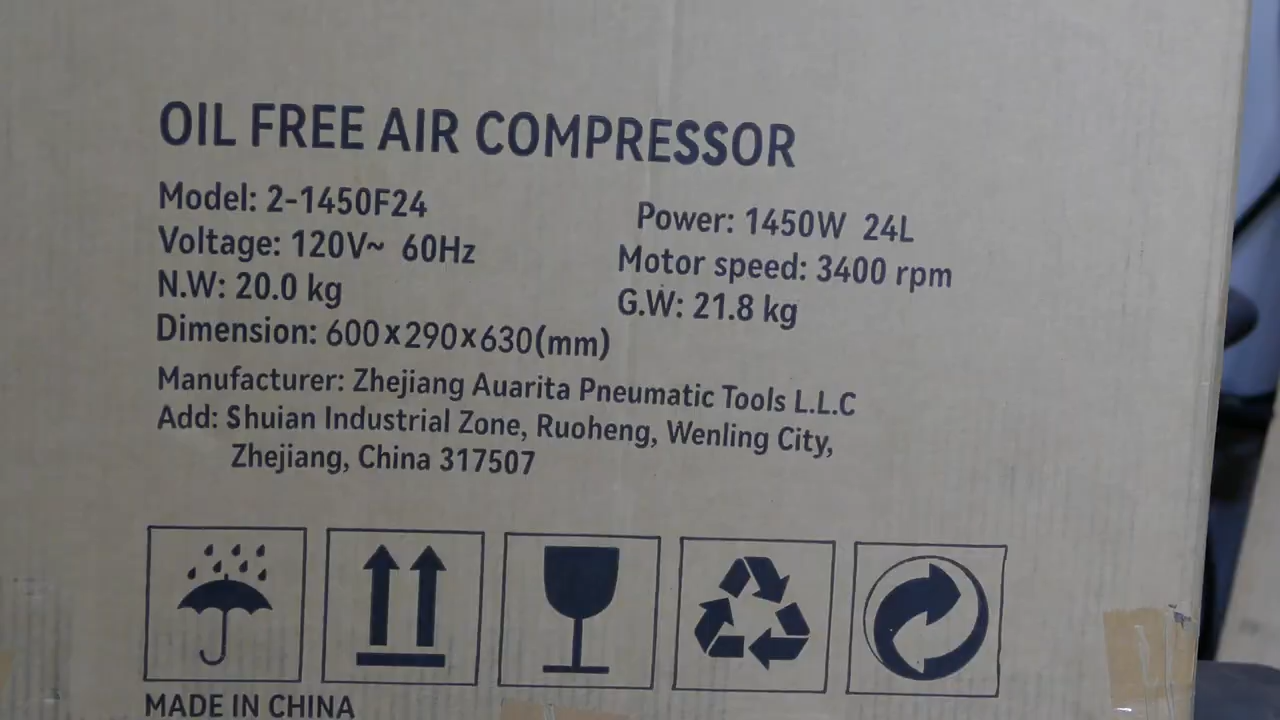 OIL FREE AIR COMPRESSOR
Model: 2-1450F24
Power: 1450W 24L
Voltage: 120V~ 60Hz
Motor speed: 3400 rpm
N.W: 20.0 kg
G.W: 21.8 kg
Dimension: 600x290x630(mm)
Manufacturer: Zhejiang Auarita Pneumatic Tools L.L.C
Add: Shuian Industrial Zone, Ruoheng, Wenling City,
Zhejiang, China 317507
MADE IN CHINA